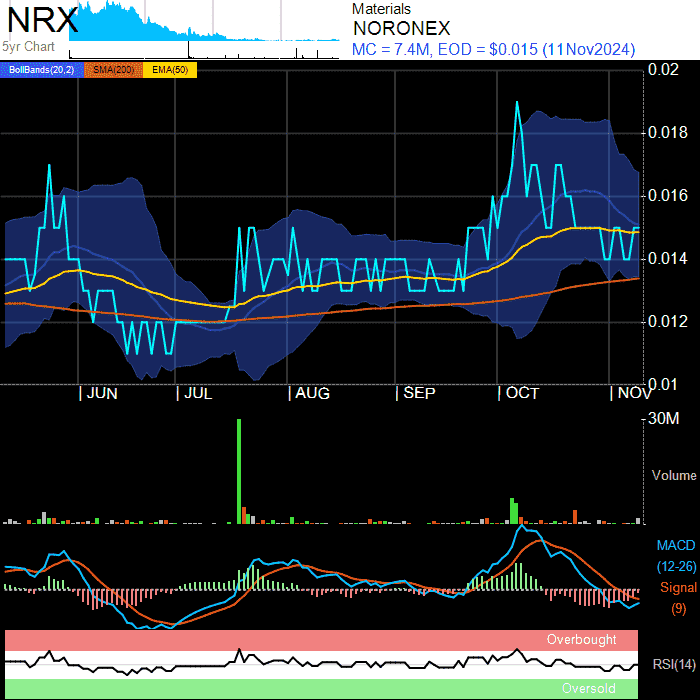 NRX
5yr Chart
Materials
NORONEX
MC = 7.4M, EOD = $0.015 (11Nov2024)
BollBands(20,2) SMA(200) EMA(50)
0.02
0.018
0.016
0.014
0.012
0.01
JUN JUL AUG SEP OCT NOV
30M
Volume
MACD
(12-26)
Signal
(9)
Overbought
RSI(14)
Oversold